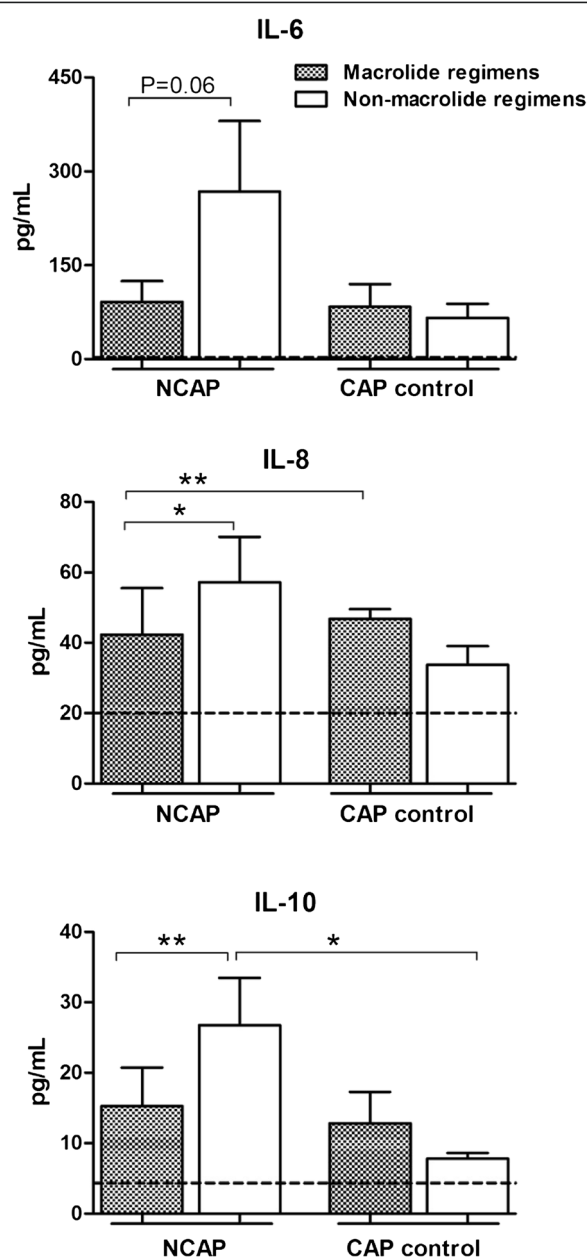 IL-6
Macrolide regimens
Non-macrolide regimens
P=0.06
450
300
150
0
pg/mL
NCAP CAP control
IL-8
**
*
80
60
40
20
0
pg/mL
NCAP CAP control
IL-10
** *
40
30
20
10
0
pg/mL
NCAP CAP control